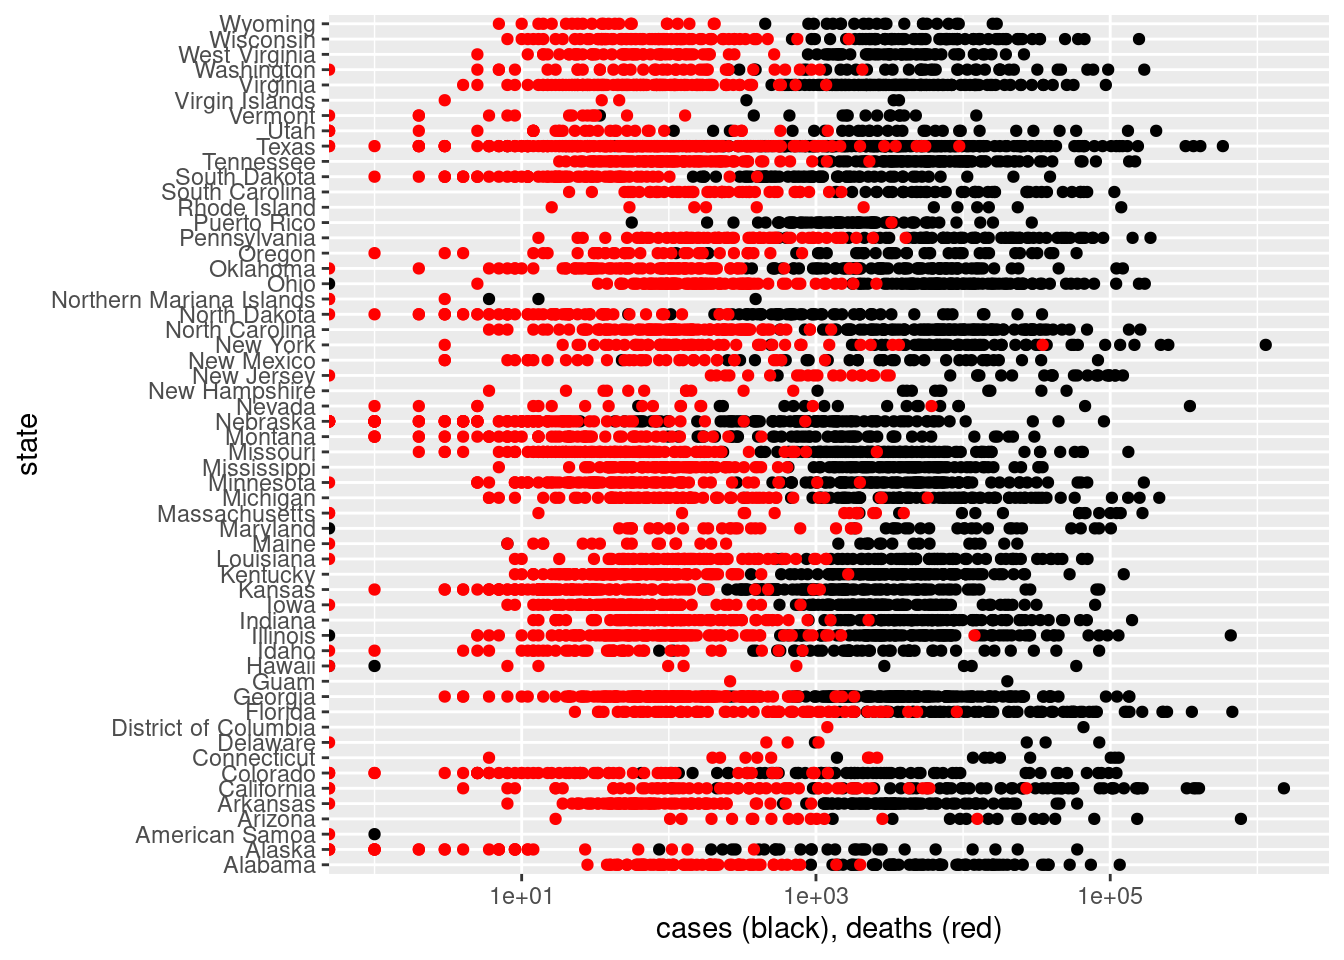 Wyoming
Wisconsin
West Virginia
Washington
Virginia
Virgin Islands
Vermont
Utah
Texas
Tennessee
South Dakota
South Carolina
Rhode Island
Puerto Rico
Pennsylvania
Oregon
Oklahoma
Ohio
Northern Mariana Islands
North Dakota
North Carolina
New York
New Mexico
New Jersey
New Hampshire
Nevada
Nebraska
Montana
Missouri
Mississippi
Minnesota
Michigan
Massachusetts
Maryland
Maine
Louisiana
Kentucky
Kansas
Iowa
Indiana
Illinois
Idaho
Hawaii
Guam
Georgia
Florida
District of Columbia
Delaware
Connecticut
Colorado
California
Arkansas
Arizona
American Samoa
Alaska
Alabama
state
1e+01 1e+03 1e+05
cases (black), deaths (red)